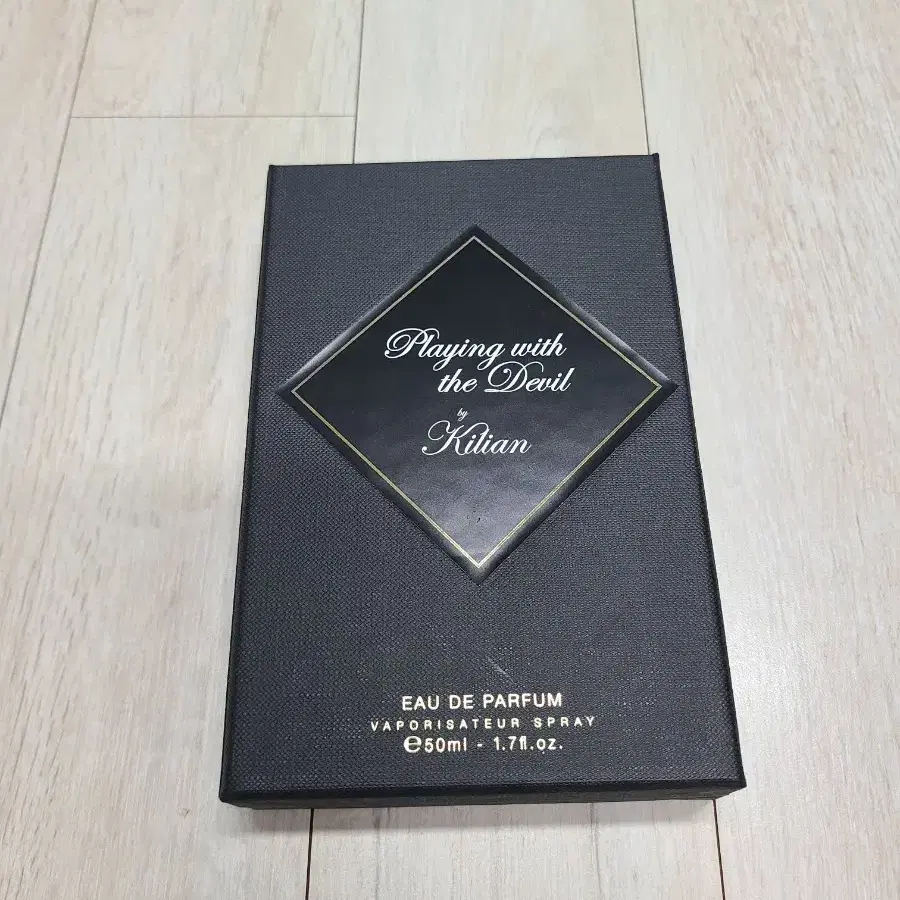 Playing with
the Devil
by
Kilian
EAU DE PARFUM
VAPORISATEUR SPRAY
℮50ml - 1.7fl.oz.